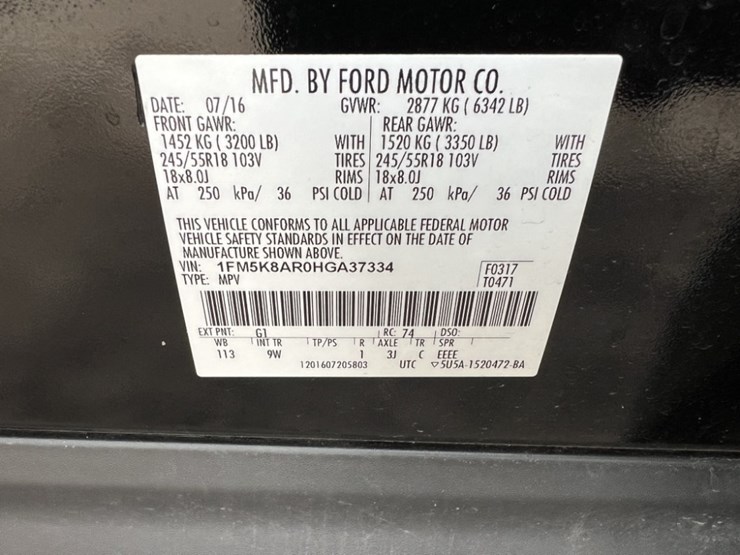 MFD. BY FORD MOTOR CO.
DATE: 07/16 GVWR: 2877 KG ( 6342 LB)
FRONT GAWR: REAR GAWR:
1452 KG ( 3200 LB) WITH 1520 KG ( 3350 LB) WITH
245/55R18 103V TIRES 245/55R18 103V TIRES
18x8.0J RIMS 18x8.0J RIMS
AT 250 kPa/ 36 PSI COLD AT 250 kPa/ 36 PSI COLD
THIS VEHICLE CONFORMS TO ALL APPLICABLE FEDERAL MOTOR
VEHICLE SAFETY STANDARDS IN EFFECT ON THE DATE OF
MANUFACTURE SHOWN ABOVE.
VIN: 1FM5K8AR0HGA37334 F0317
TYPE: MPV T0471
EXT PNT: G1 RC: 74 DSO:
WB INT TR TP/PS R AXLE TR SPR
113 9W 1 3J C EEEE
1201607205803 UTC ▽5U5A-1520472-BA